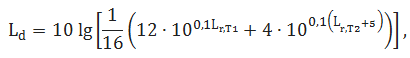 L_d = 10 lg[1/16 (12 · 10^{0,1L_{r,T1}} + 4 · 10^{0,1(L_{r,T2+5})})],